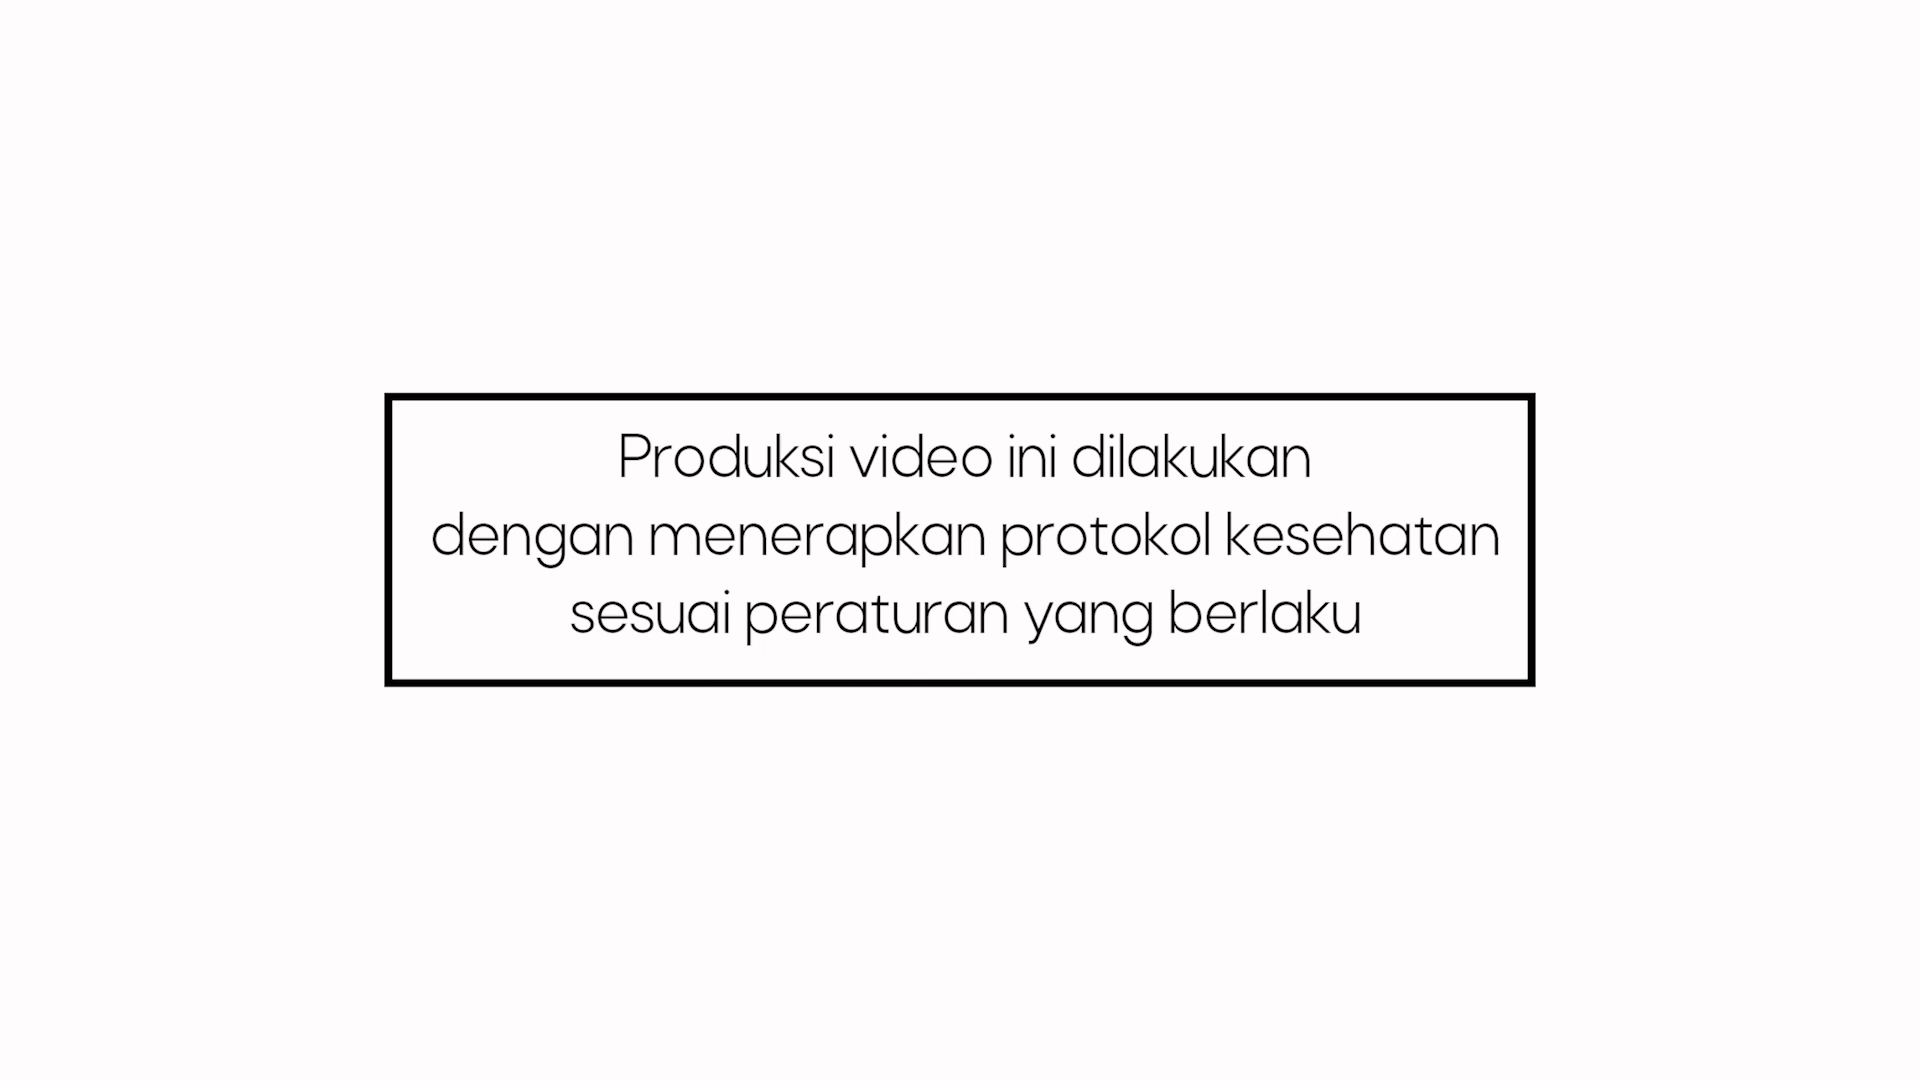 Produksi video ini dilakukan
dengan menerapkan protokol kesehatan
sesuai peraturan yang berlaku